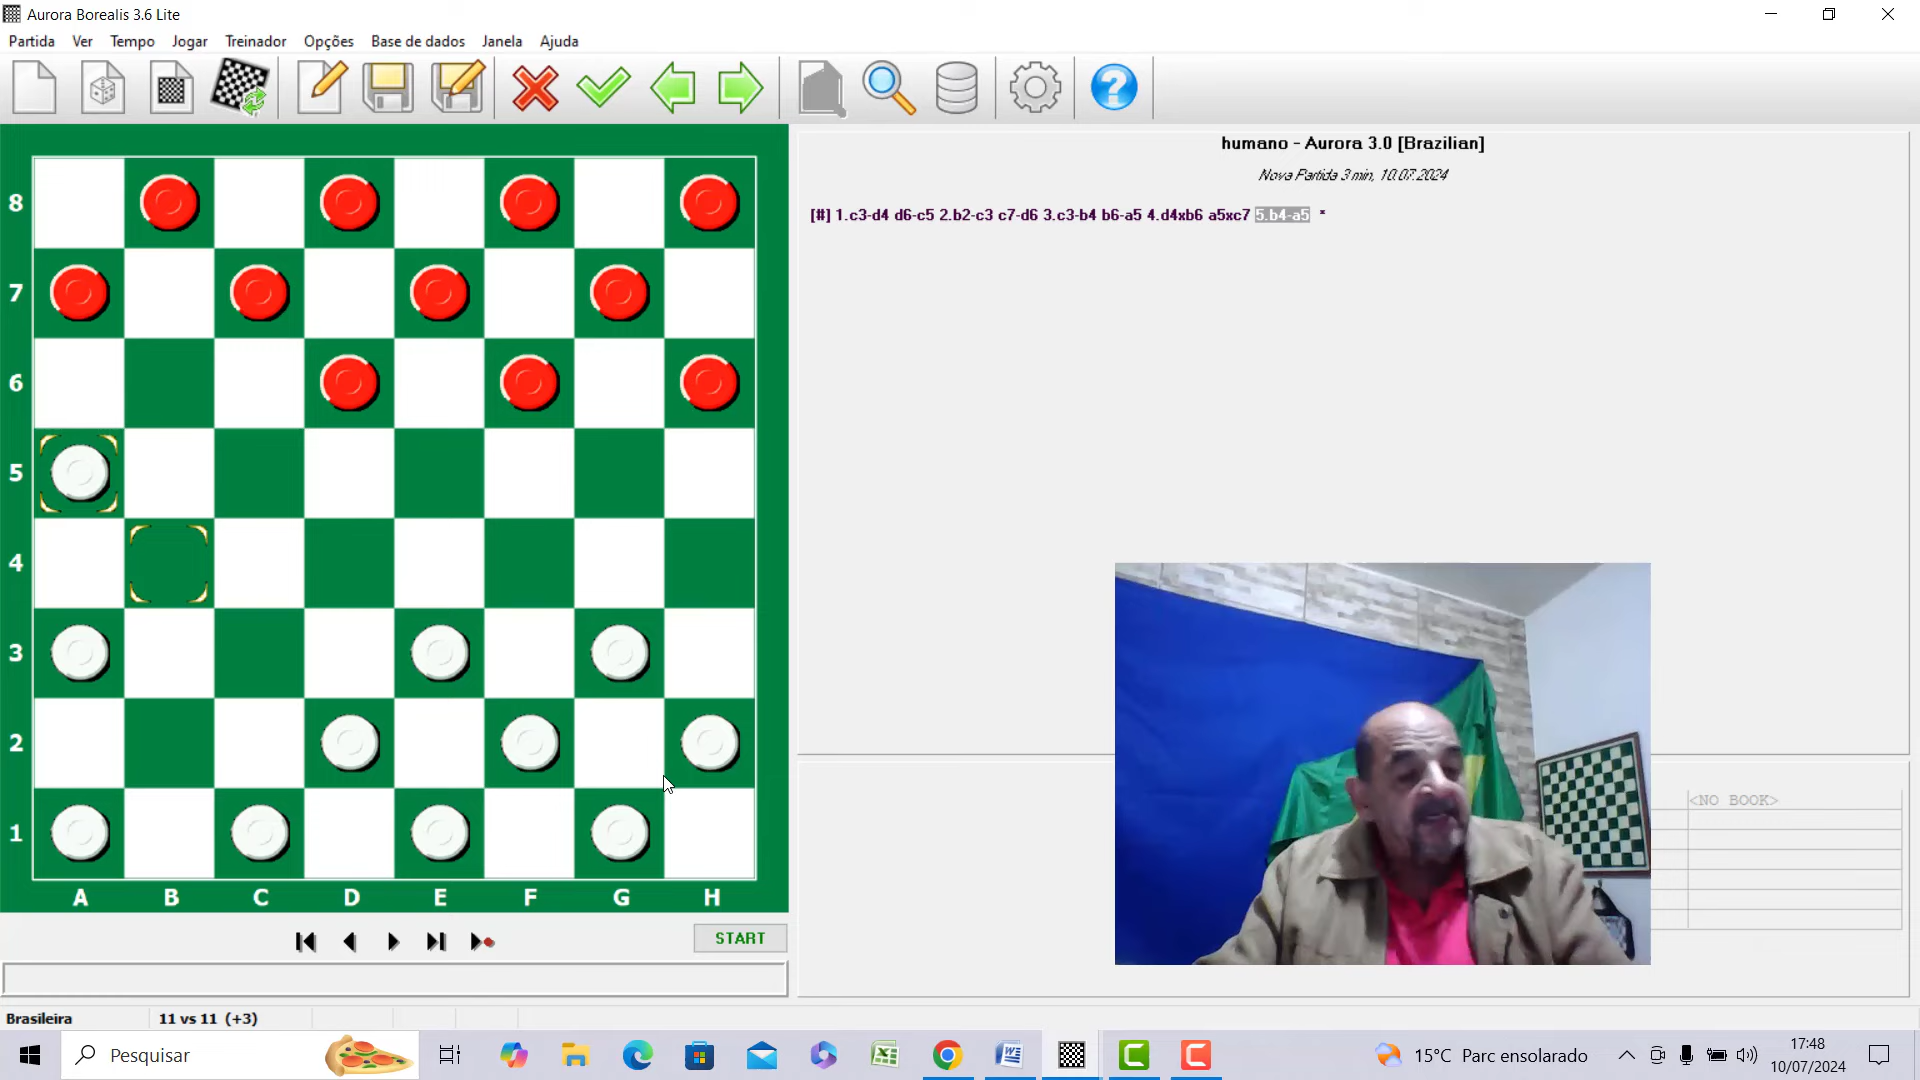 Aurora Borealis 3.6 Lite
Partida Ver Tempo Jogar Treinador Opções Base de dados Janela Ajuda
humano - Aurora 3.0 [Brazilian]
Nova Partida 3 min, 10.07.2024
[#] 1.c3-d4 d6-c5 2.b2-c3 c7-d6 3.c3-b4 b6-a5 4.d4xb6 a5xc7 5.b4-a5 *
8
7
6
5
4
3
2
1
A B C D E F G H
START
<NO BOOK>
Brasileira 11 vs 11 (+3)
Pesquisar
15°C Parc ensolarado
17:48
10/07/2024